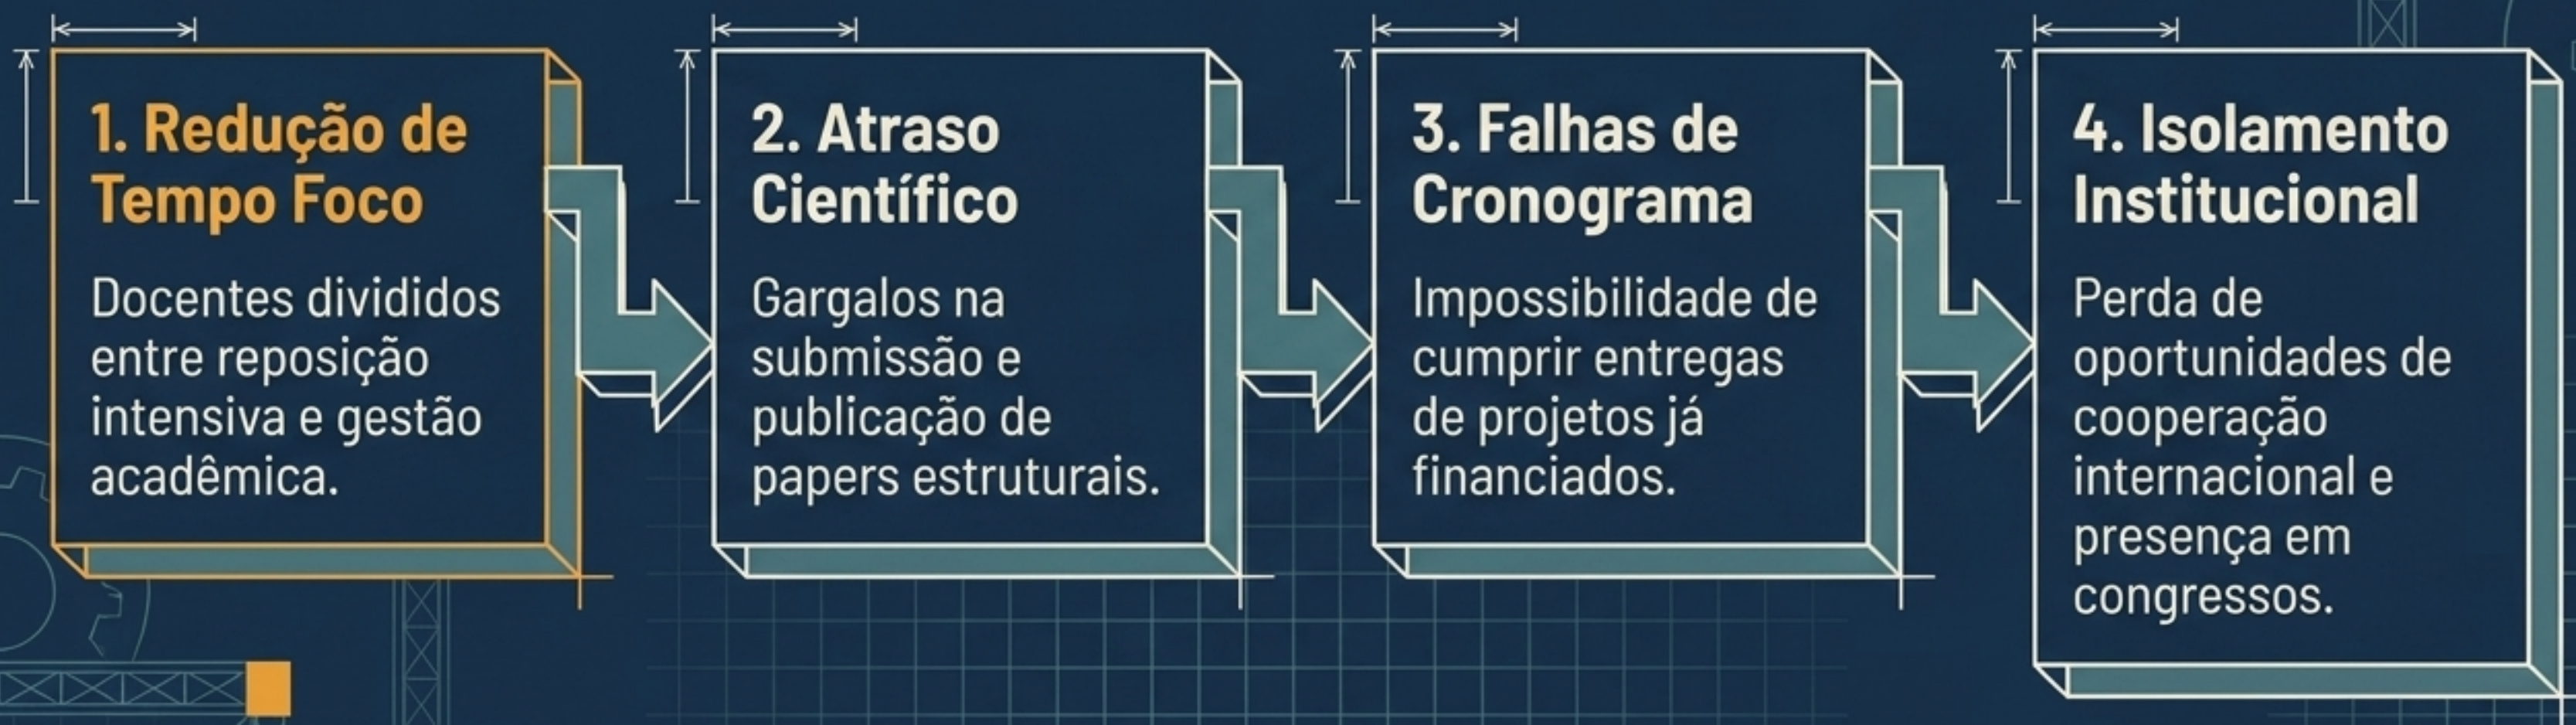 1. Redução de
Tempo Foco
Docentes divididos
entre reposição
intensiva e gestão
acadêmica.
2. Atraso
Científico
Gargalos na
submissão e
publicação de
papers estruturais.
3. Falhas de
Cronograma
Impossibilidade de
cumprir entregas
de projetos já
financiados.
4. Isolamento
Institucional
Perda de
oportunidades de
cooperação
internacional e
presença em
congressos.